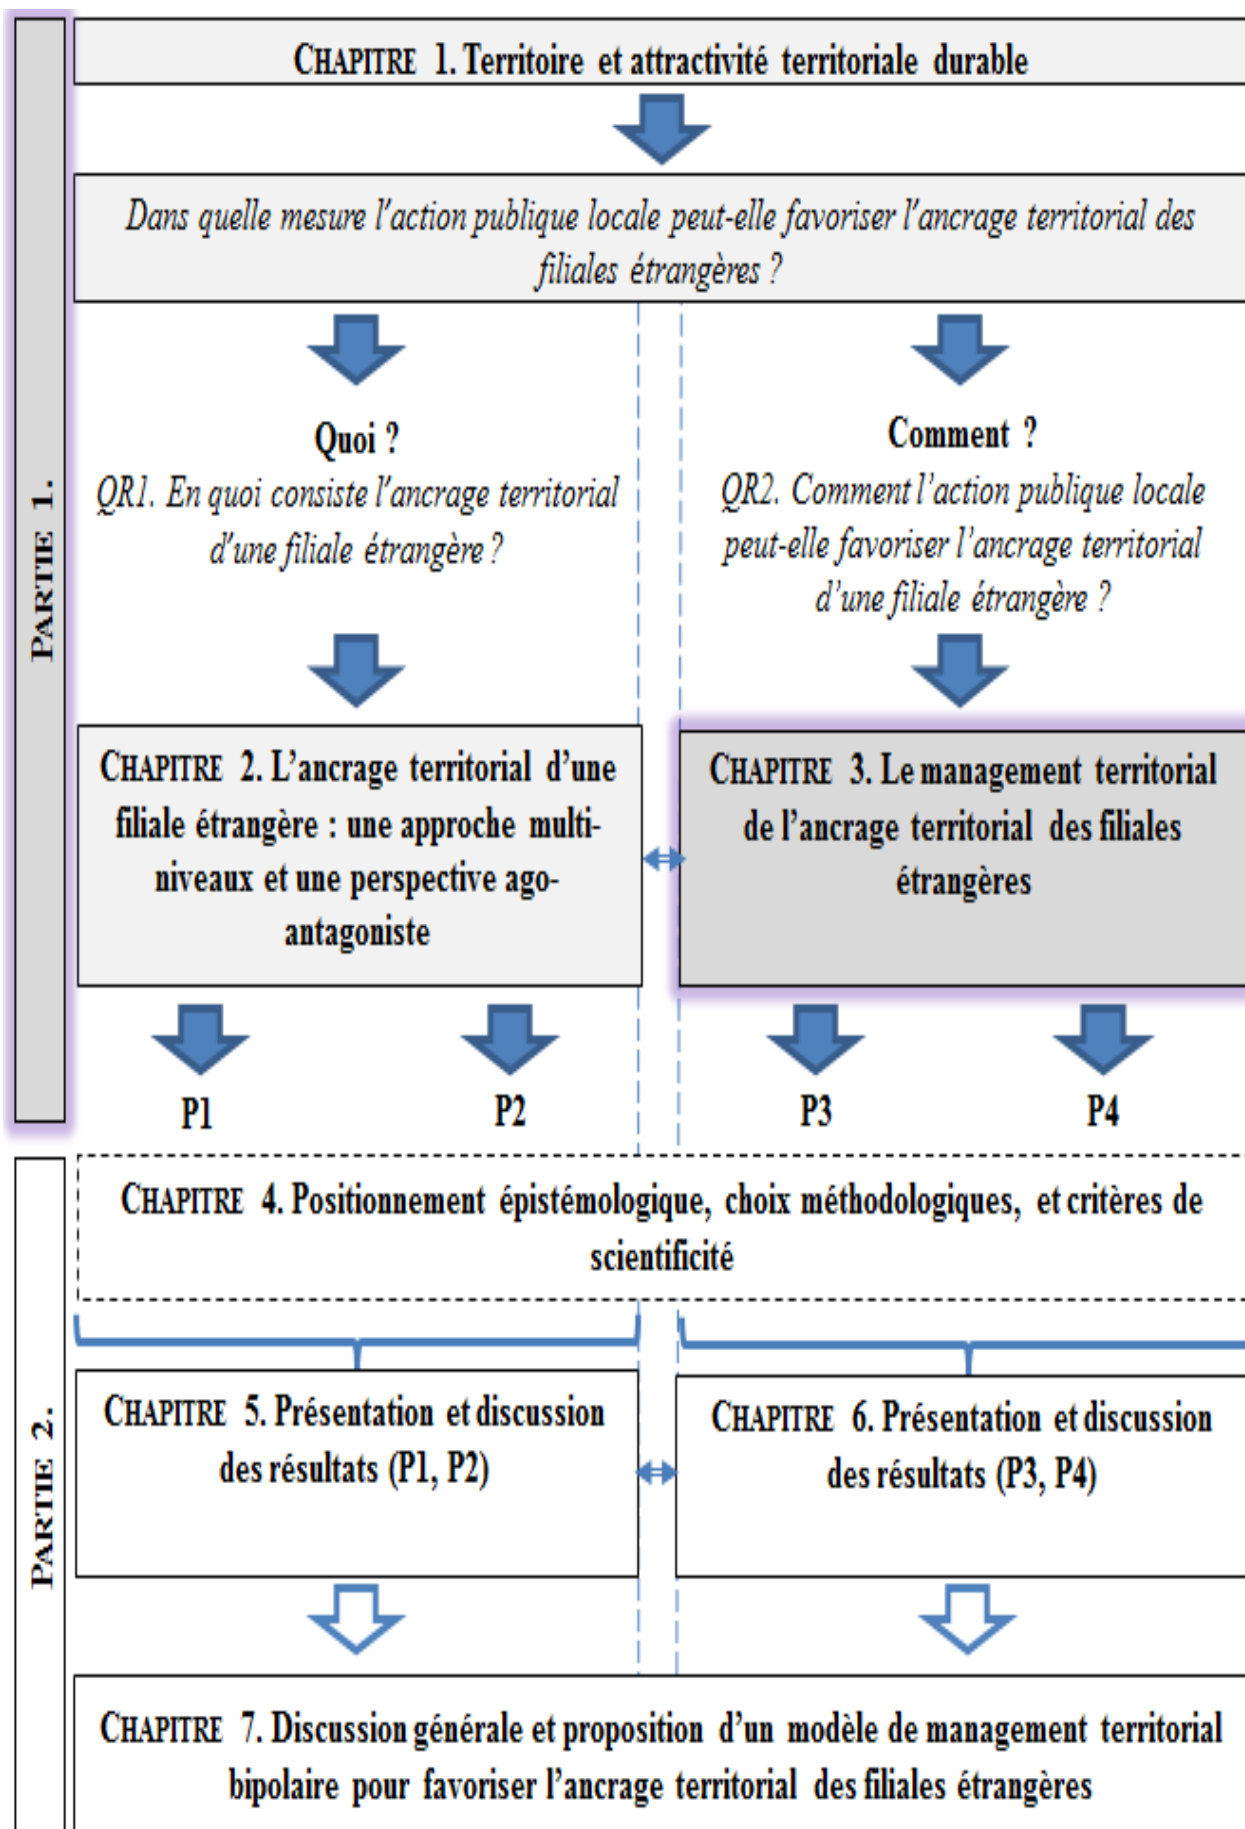 CHAPITRE 1. Territoire et attractivité territoriale durable
Dans quelle mesure l'action publique locale peut-elle favoriser l'ancrage territorial des
filiales étrangères ?
PARTIE 1.
Quoi ?
QR1. En quoi consiste l'ancrage territorial
d'une filiale étrangère ?
Comment ?
QR2. Comment l'action publique locale
peut-elle favoriser l'ancrage territorial
d'une filiale étrangère ?
CHAPITRE 2. L'ancrage territorial d'une
filiale étrangère : une approche multi-
niveaux et une perspective ago-
antagoniste
CHAPITRE 3. Le management territorial
de l'ancrage territorial des filiales
étrangères
P1
P2
P3
P4
PARTIE 2.
CHAPITRE 4. Positionnement épistémologique, choix méthodologiques, et critères de
scientificité
CHAPITRE 5. Présentation et discussion
des résultats (P1, P2)
CHAPITRE 6. Présentation et discussion
des résultats (P3, P4)
CHAPITRE 7. Discussion générale et proposition d'un modèle de management territorial
bipolaire pour favoriser l'ancrage territorial des filiales étrangères